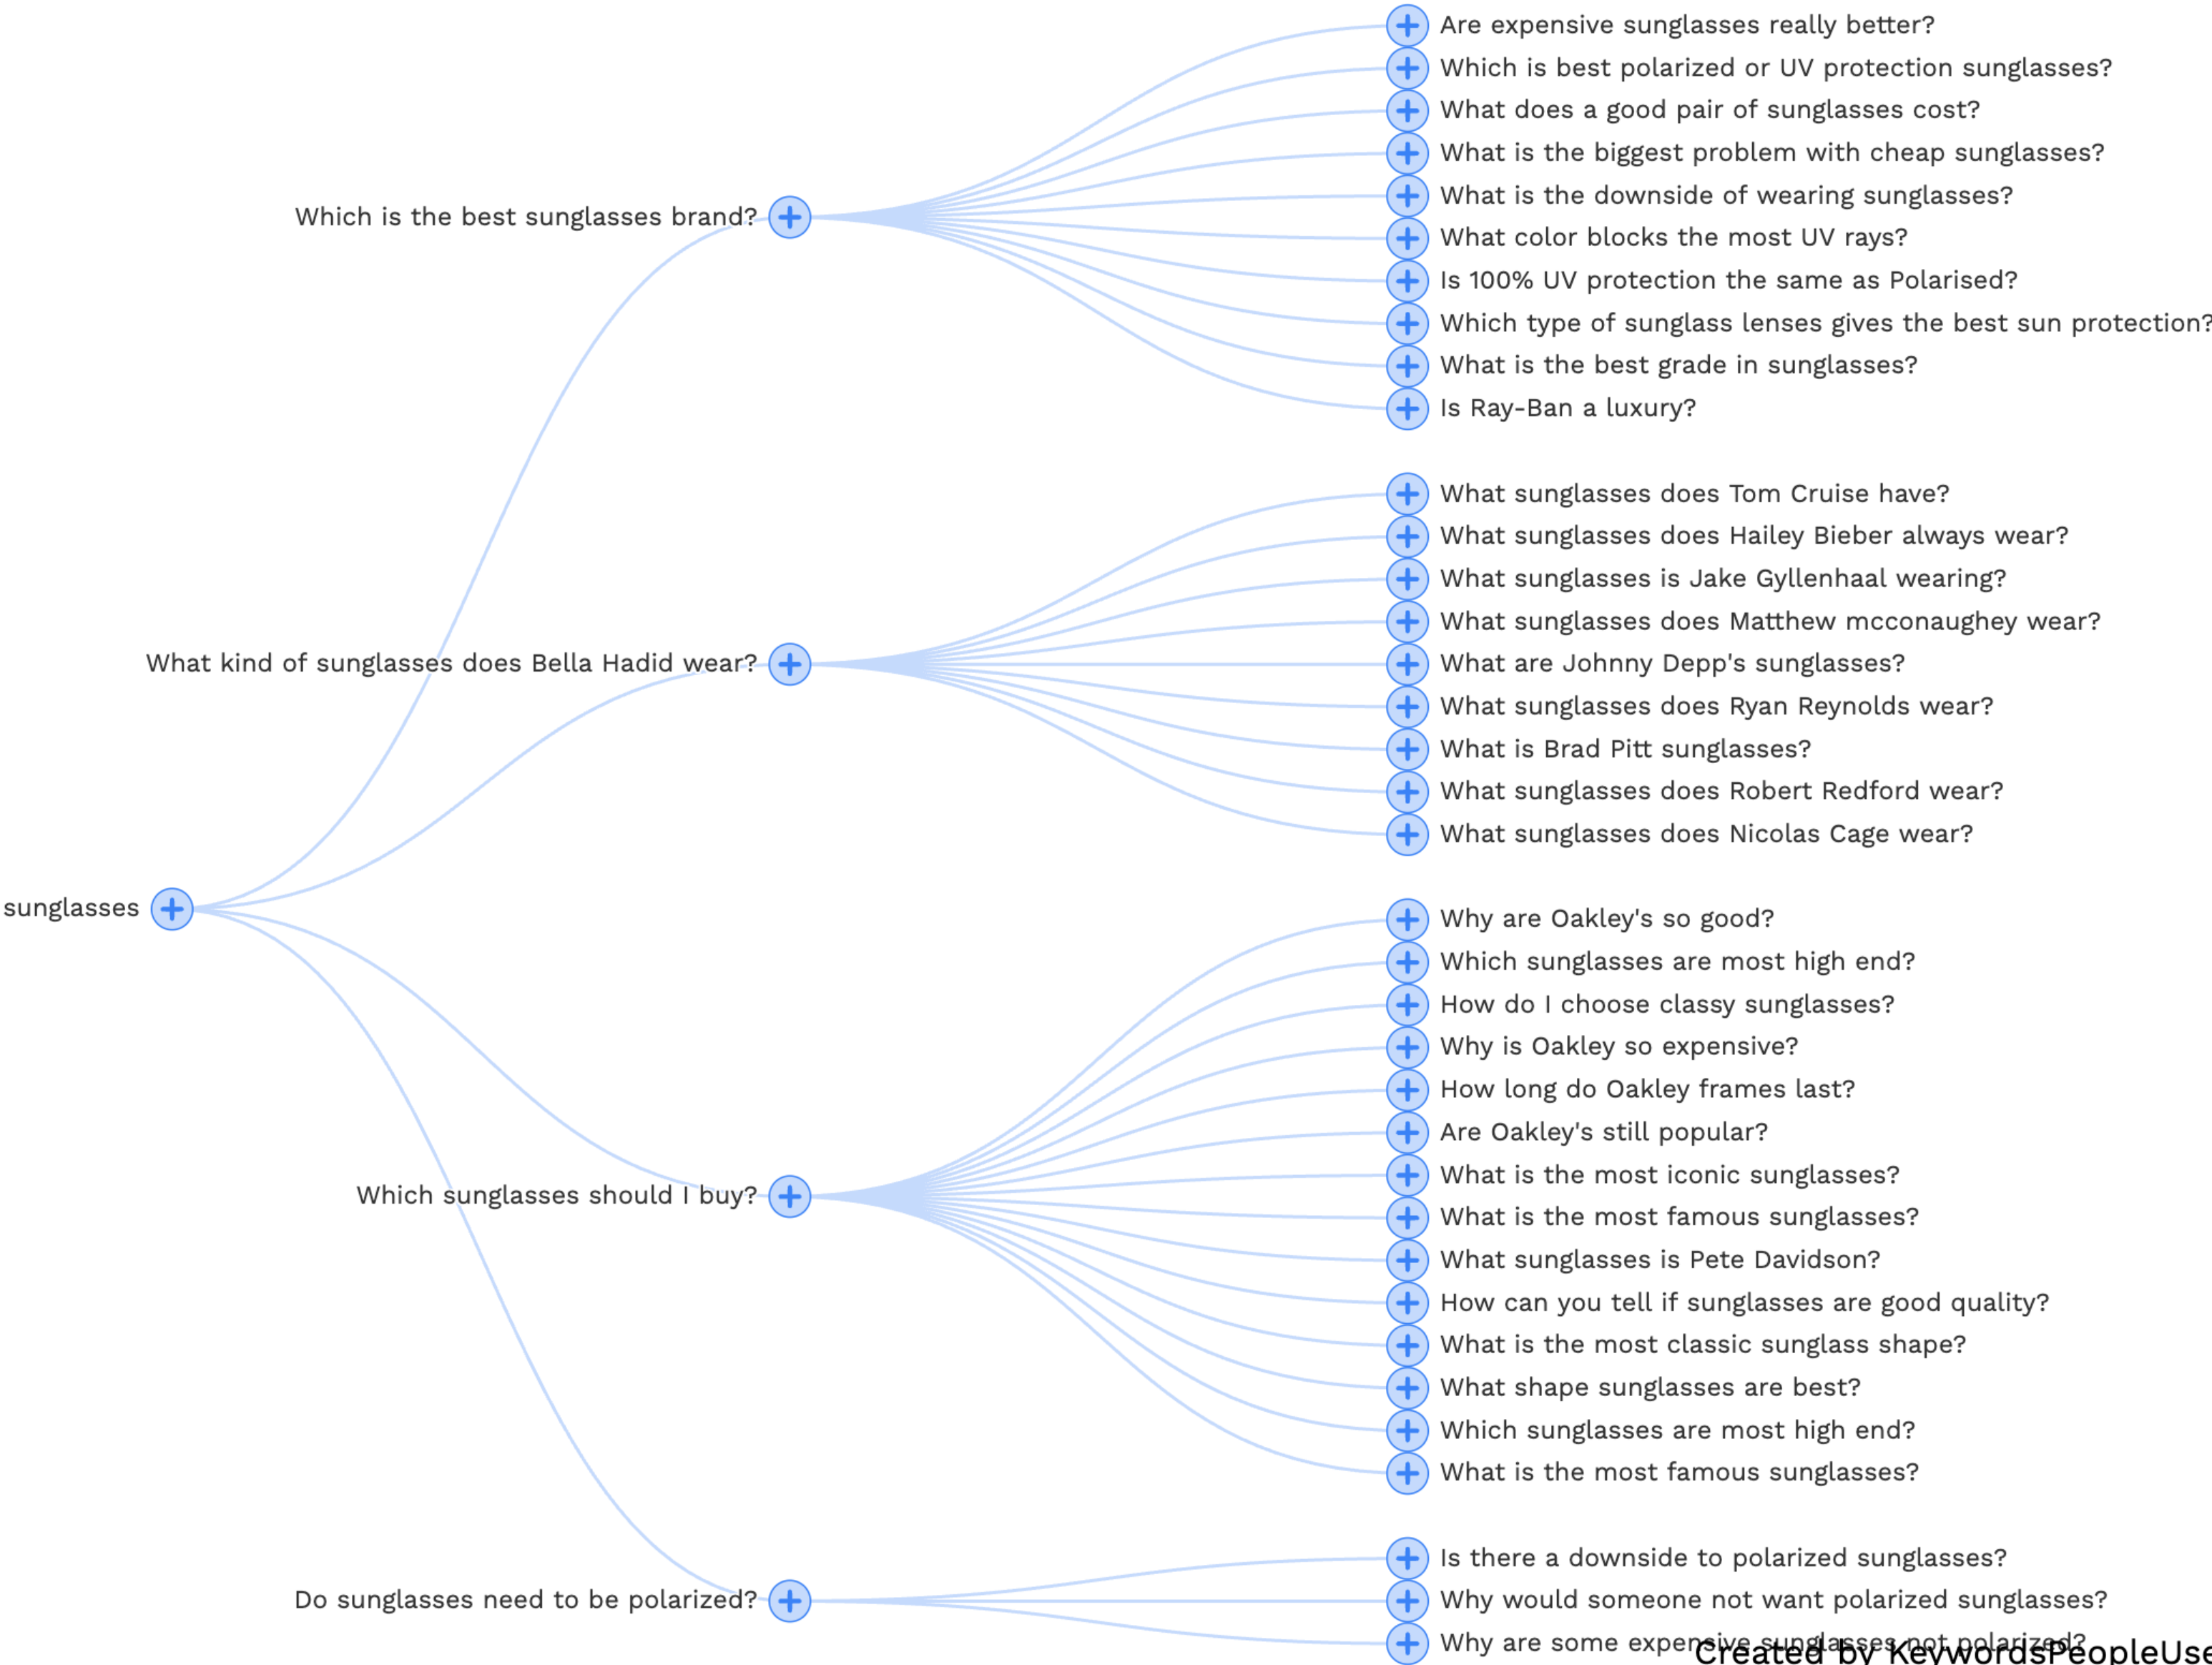 Are expensive sunglasses really better?
Which is best polarized or UV protection sunglasses?
What does a good pair of sunglasses cost?
What is the biggest problem with cheap sunglasses?
What is the downside of wearing sunglasses?
Which is the best sunglasses brand?
What color blocks the most UV rays?
Is 100% UV protection the same as Polarised?
Which type of sunglass lenses gives the best sun protection?
What is the best grade in sunglasses?
Is Ray-Ban a luxury?
What sunglasses does Tom Cruise have?
What sunglasses does Hailey Bieber always wear?
What sunglasses is Jake Gyllenhaal wearing?
What sunglasses does Matthew mcconaughey wear?
What kind of sunglasses does Bella Hadid wear?
What are Johnny Depp's sunglasses?
What sunglasses does Ryan Reynolds wear?
What is Brad Pitt sunglasses?
What sunglasses does Robert Redford wear?
What sunglasses does Nicolas Cage wear?
sunglasses
Why are Oakley's so good?
Which sunglasses are most high end?
How do I choose classy sunglasses?
Why is Oakley so expensive?
How long do Oakley frames last?
Are Oakley's still popular?
What is the most iconic sunglasses?
Which sunglasses should I buy?
What is the most famous sunglasses?
What sunglasses is Pete Davidson?
How can you tell if sunglasses are good quality?
What is the most classic sunglass shape?
What shape sunglasses are best?
Which sunglasses are most high end?
What is the most famous sunglasses?
Is there a downside to polarized sunglasses?
Do sunglasses need to be polarized?
Why would someone not want polarized sunglasses?
Why are some expensive sunglasses not polarized?
Created by KeywordsPeopleUse